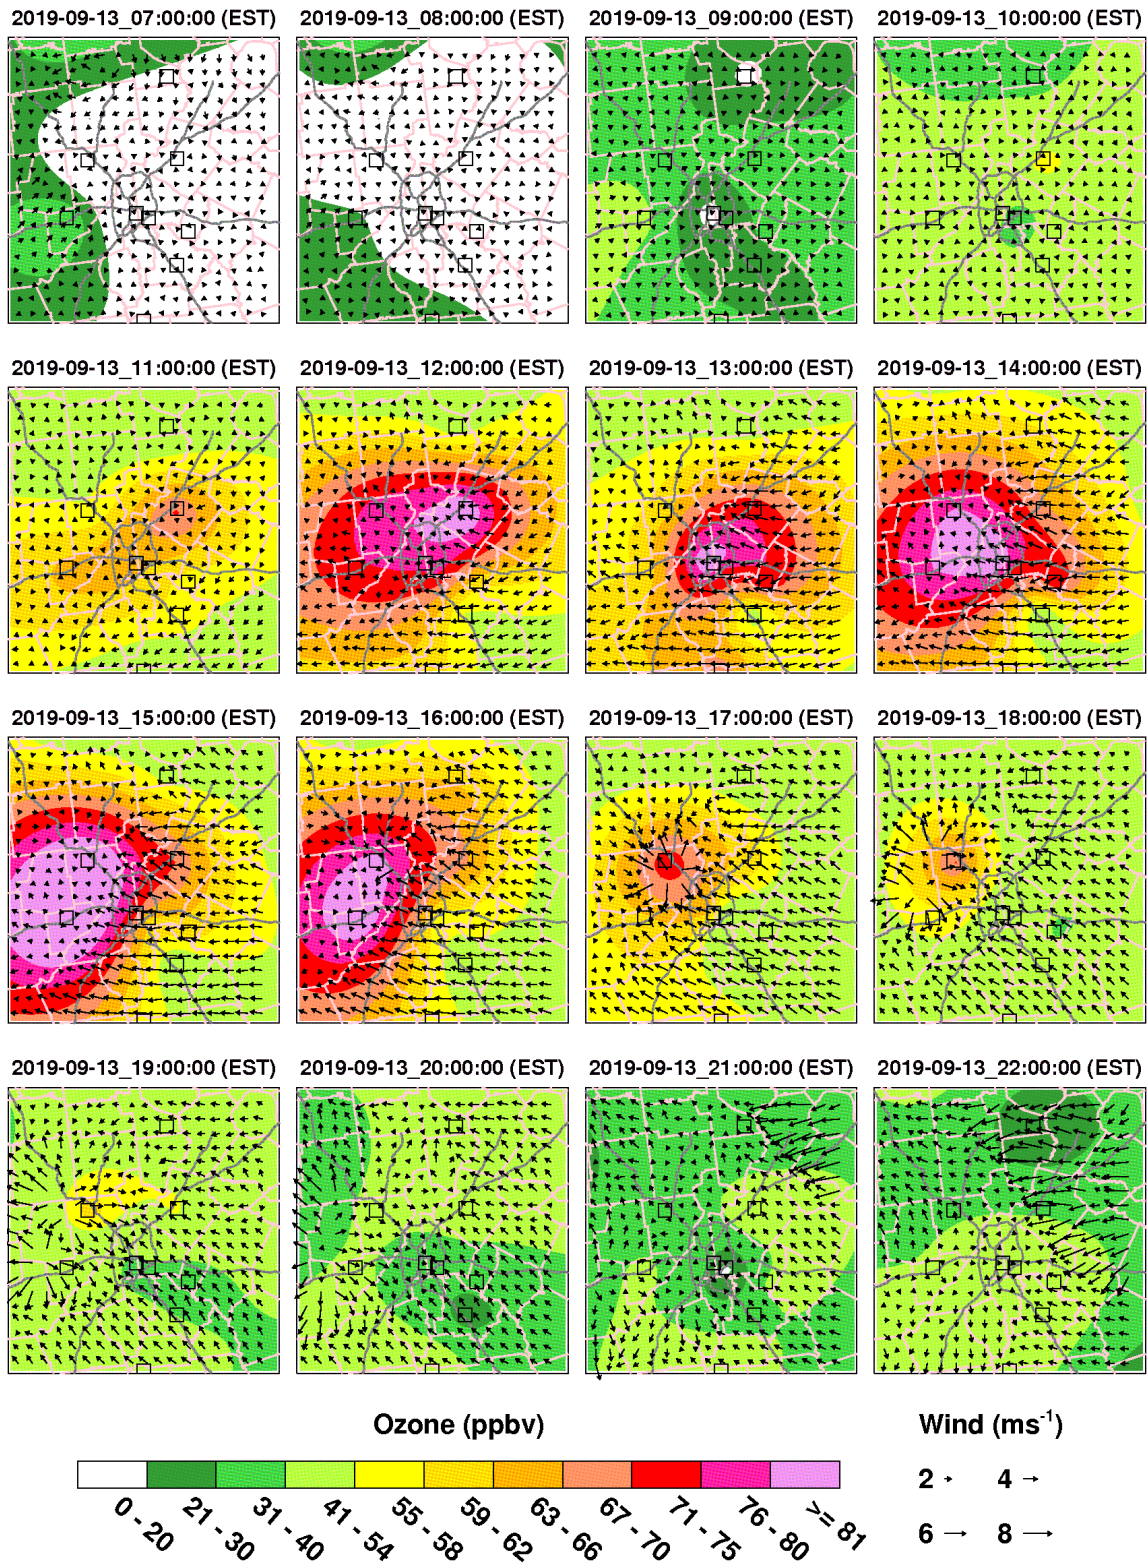 2019-09-13_07:00:00 (EST) 2019-09-13_08:00:00 (EST) 2019-09-13_09:00:00 (EST) 2019-09-13_10:00:00 (EST)
2019-09-13_11:00:00 (EST) 2019-09-13_12:00:00 (EST) 2019-09-13_13:00:00 (EST) 2019-09-13_14:00:00 (EST)
2019-09-13_15:00:00 (EST) 2019-09-13_16:00:00 (EST) 2019-09-13_17:00:00 (EST) 2019-09-13_18:00:00 (EST)
2019-09-13_19:00:00 (EST) 2019-09-13_20:00:00 (EST) 2019-09-13_21:00:00 (EST) 2019-09-13_22:00:00 (EST)
Ozone (ppbv)
0 - 20 21 - 30 31 - 40 41 - 54 55 - 58 59 - 62 63 - 66 67 - 70 71 - 75 76 - 80 >= 81
Wind (ms⁻¹)
2 4
6 8